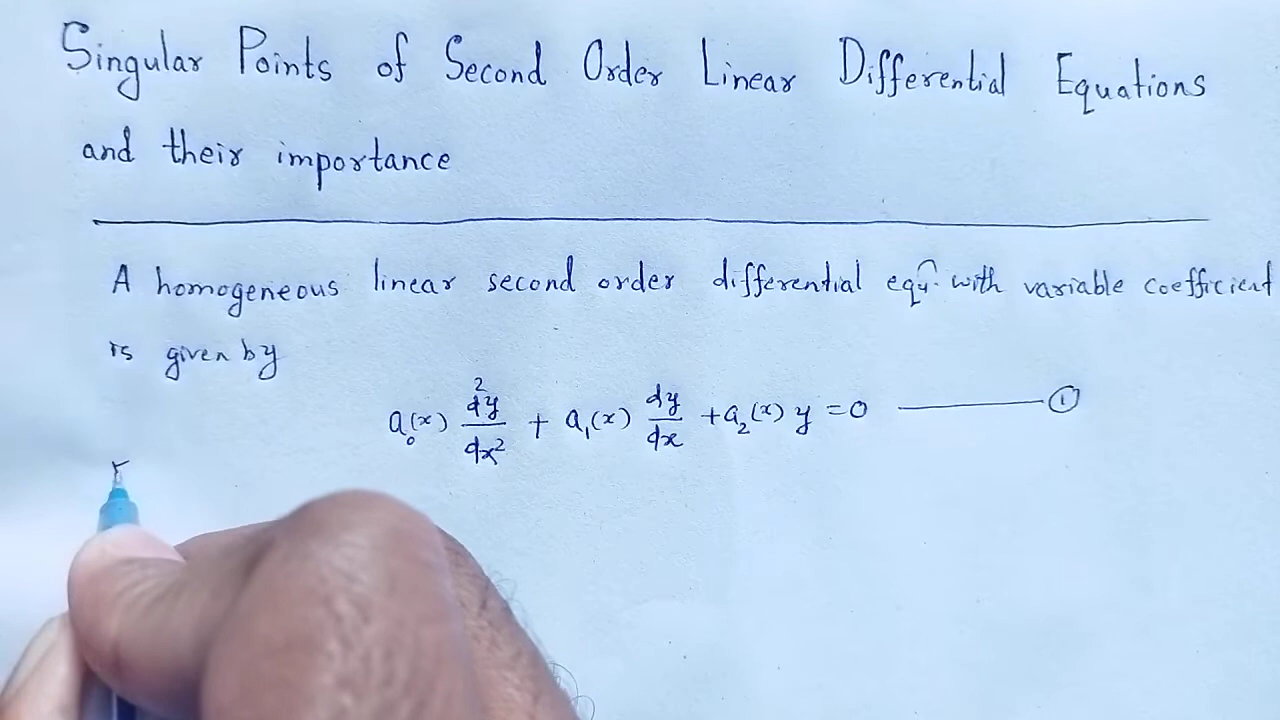 Singular Points of Second Order Linear Differential Equations
and their importance
A homogeneous linear second order differential equn. with variable coefficient
is given by
a₀(x) d²y/dx² + a₁(x) dy/dx + a₂(x) y = 0 ——— ①